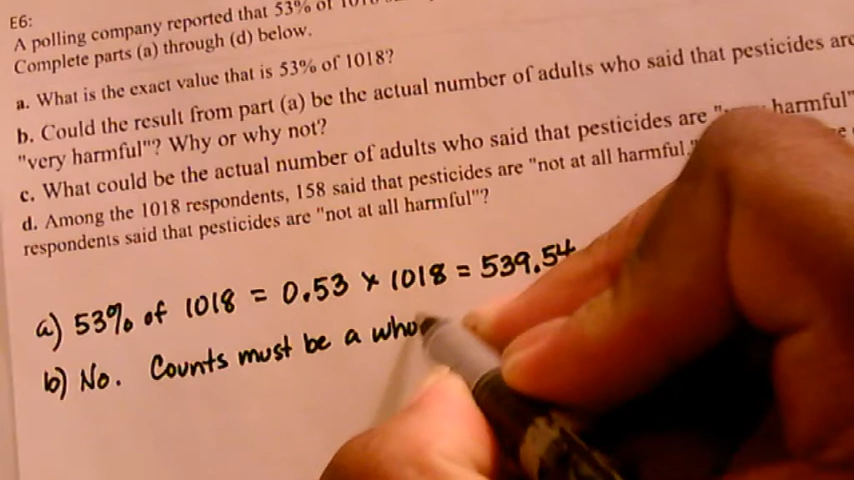 E6:
A polling company reported that 53% of 1018
Complete parts (a) through (d) below.
a. What is the exact value that is 53% of 1018?
b. Could the result from part (a) be the actual number of adults who said that pesticides are
"very harmful"? Why or why not?
c. What could be the actual number of adults who said that pesticides are " harmful"
d. Among the 1018 respondents, 158 said that pesticides are "not at all harmful."
respondents said that pesticides are "not at all harmful"?
a) 53% of 1018 = 0.53 x 1018 = 539.54
b) No. Counts must be a who